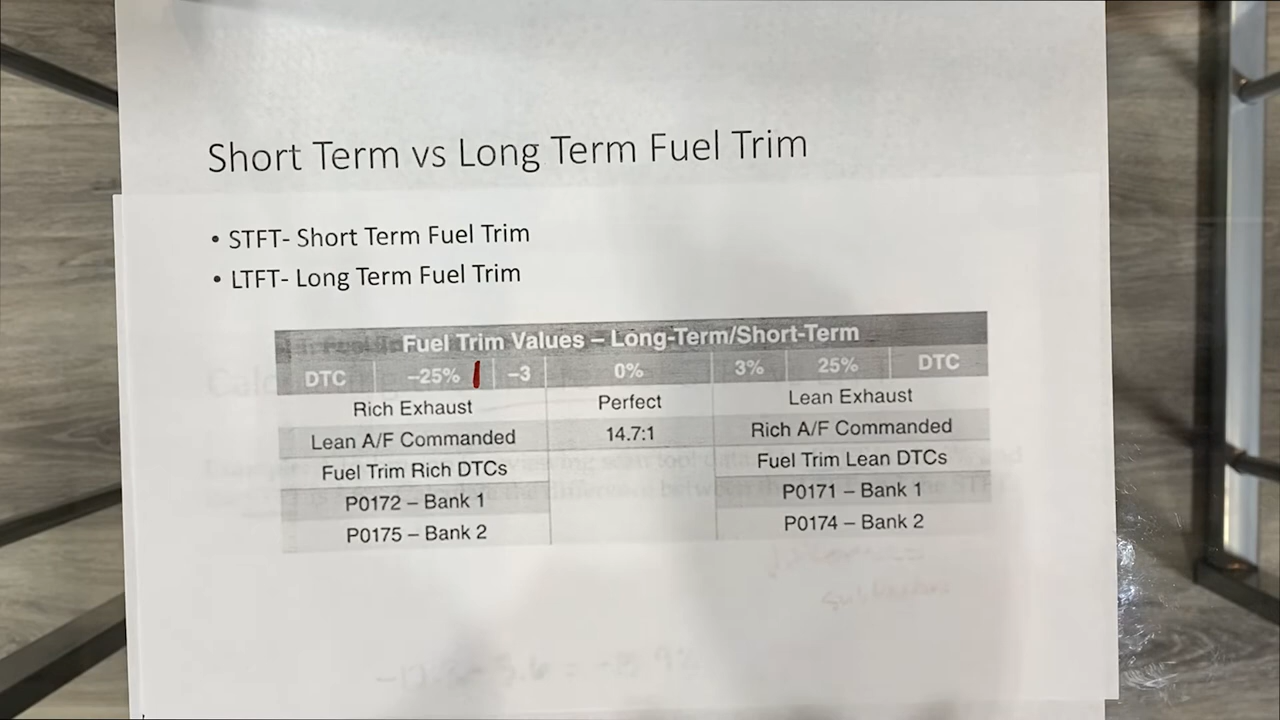 Short Term vs Long Term Fuel Trim
• STFT- Short Term Fuel Trim
• LTFT- Long Term Fuel Trim
Fuel Trim Values – Long-Term/Short-Term
DTC -25% -3 0% 3% 25% DTC
Rich Exhaust Perfect Lean Exhaust
Lean A/F Commanded 14.7:1 Rich A/F Commanded
Fuel Trim Rich DTCs Fuel Trim Lean DTCs
P0172 – Bank 1 P0171 – Bank 1
P0175 – Bank 2 P0174 – Bank 2